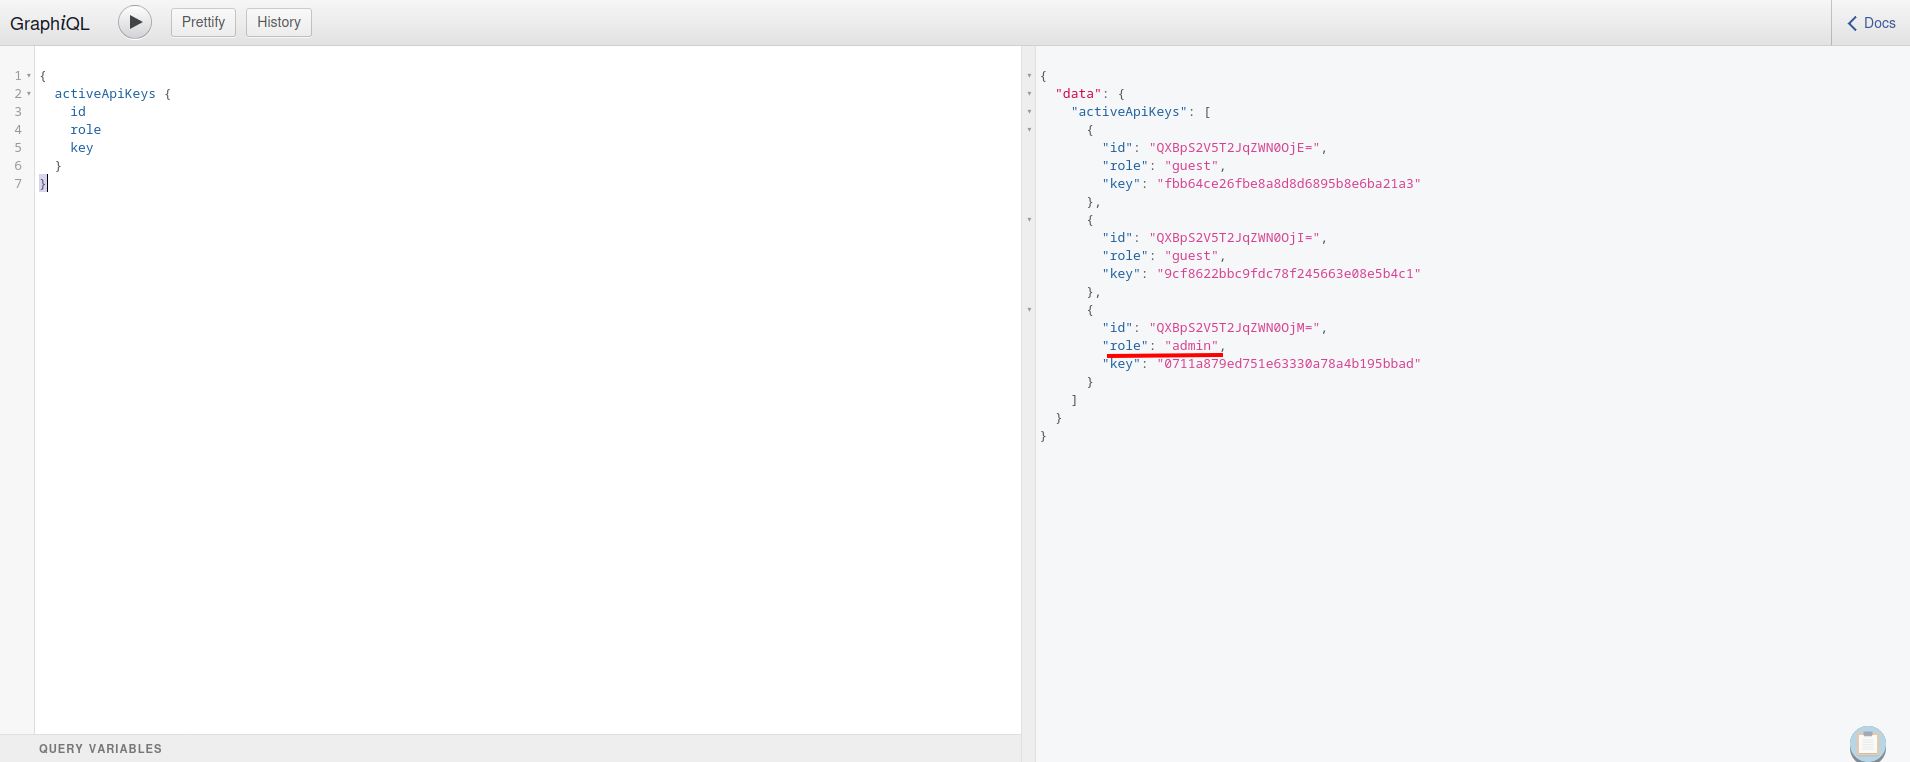 GraphiQL
Prettify
History
Docs
1 {
2   activeApiKeys {
3     id
4     role
5     key
6   }
7 }
QUERY VARIABLES
{
  "data": {
    "activeApiKeys": [
      {
        "id": "QXBpS2V5T2JqZWN0OjE=",
        "role": "guest",
        "key": "fbb64ce26fbe8a8d8d6895b8e6ba21a3"
      },
      {
        "id": "QXBpS2V5T2JqZWN0OjI=",
        "role": "guest",
        "key": "9cf8622bbc9fdc78f245663e08e5b4c1"
      },
      {
        "id": "QXBpS2V5T2JqZWN0OjM=",
        "role": "admin",
        "key": "0711a879ed751e63330a78a4b195bbad"
      }
    ]
  }
}